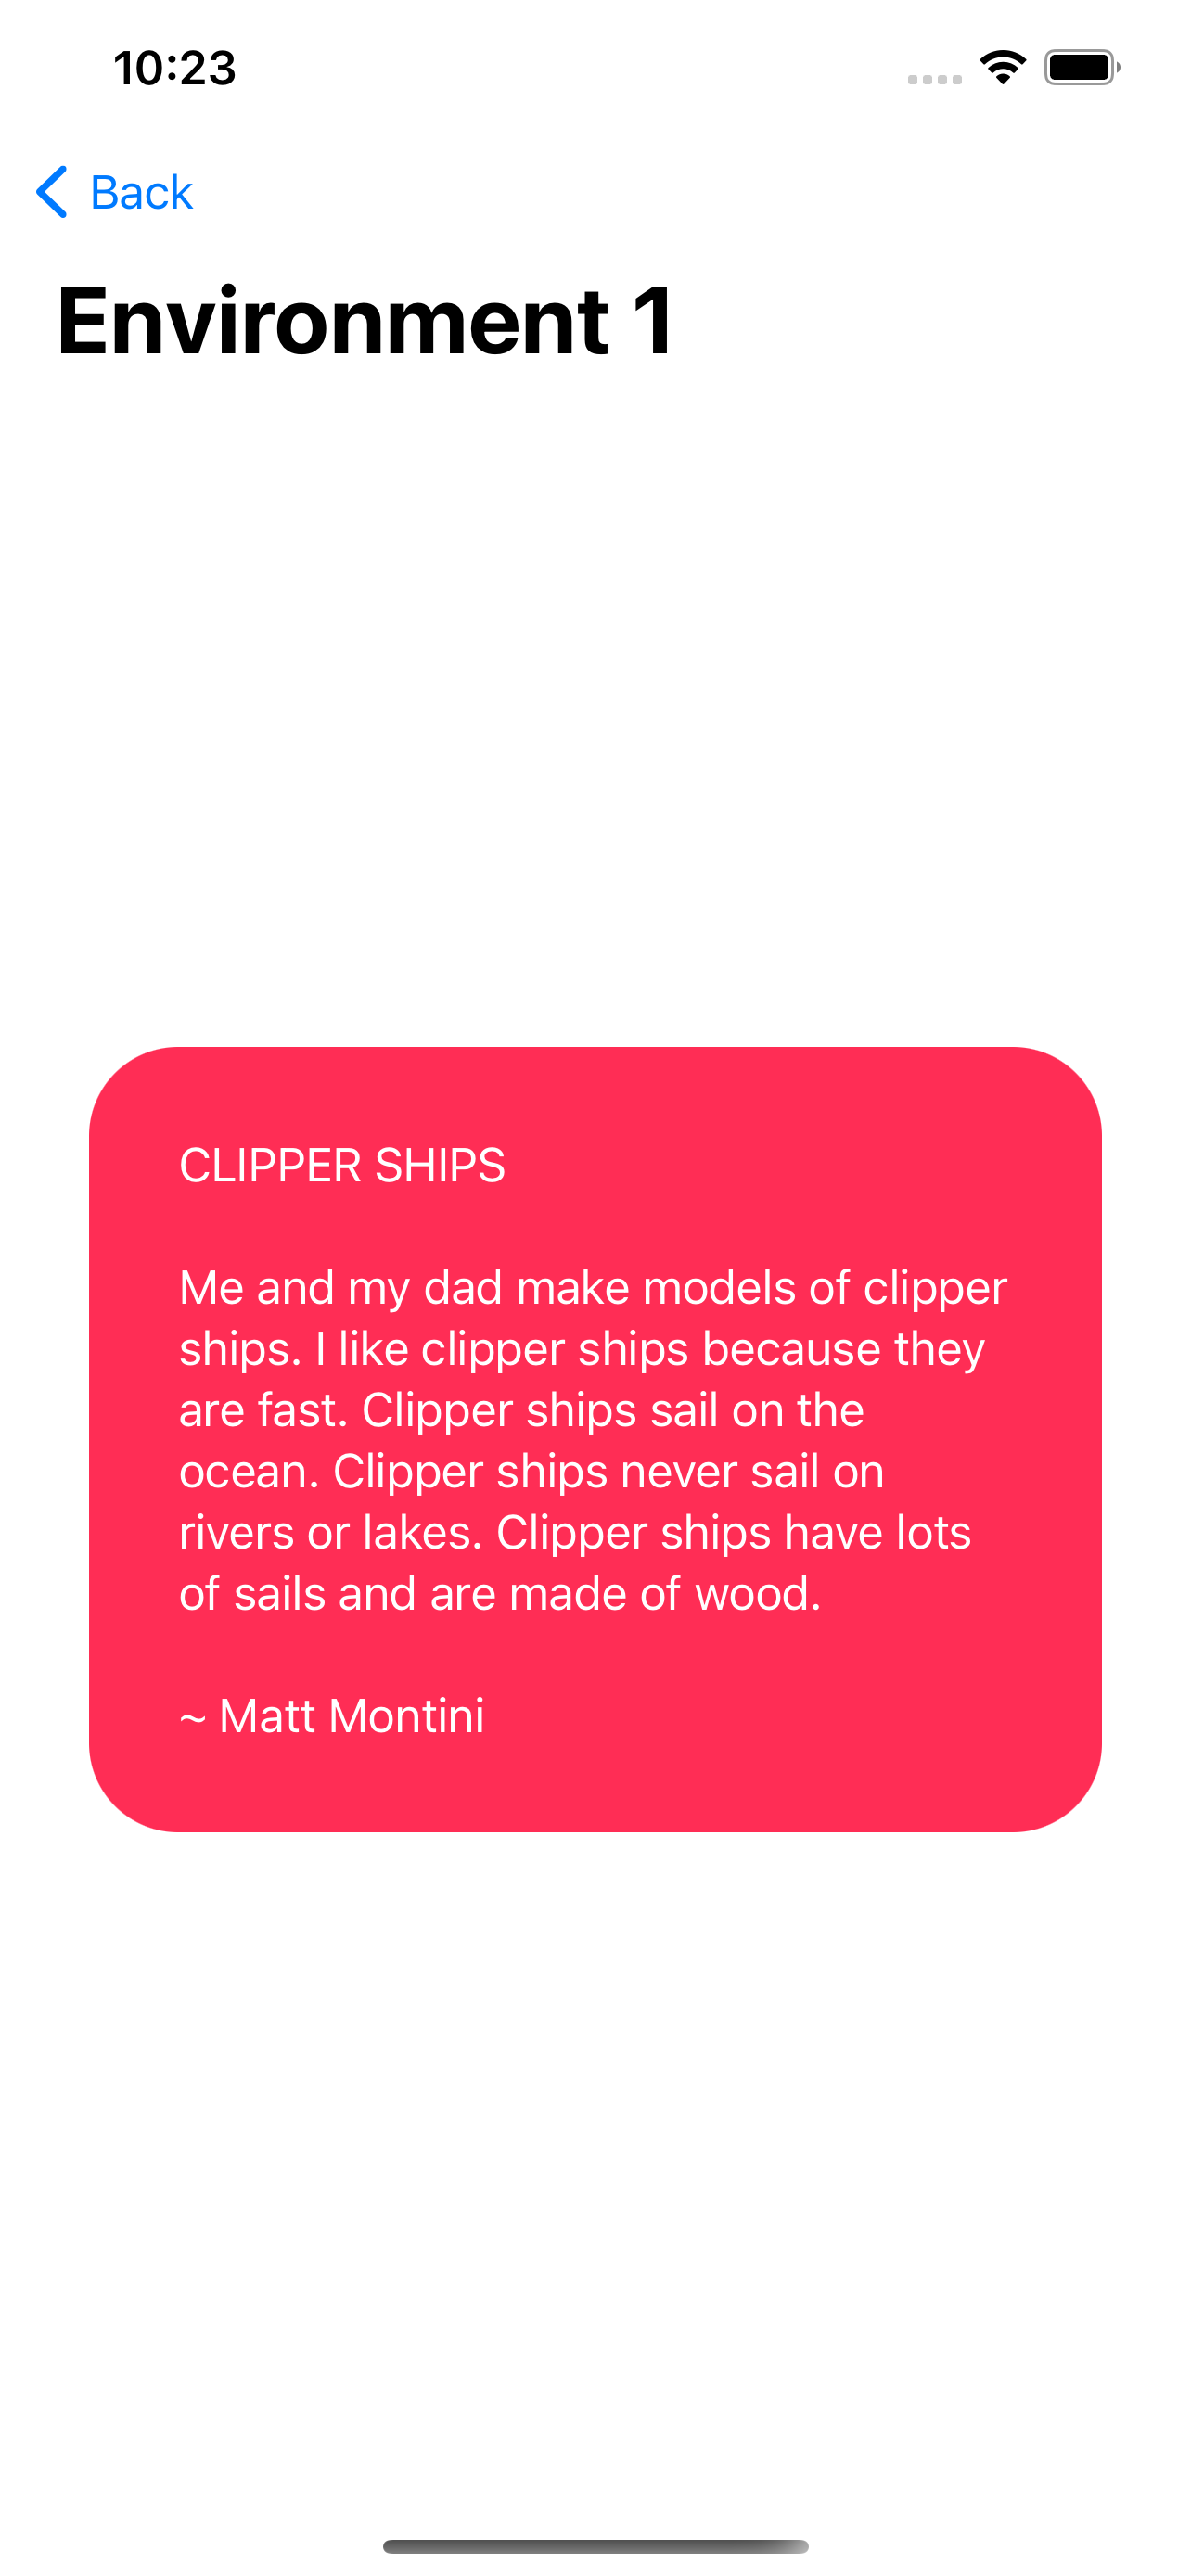 10:23
Back
Environment 1
CLIPPER SHIPS
Me and my dad make models of clipper
ships. I like clipper ships because they
are fast. Clipper ships sail on the
ocean. Clipper ships never sail on
rivers or lakes. Clipper ships have lots
of sails and are made of wood.
~ Matt Montini